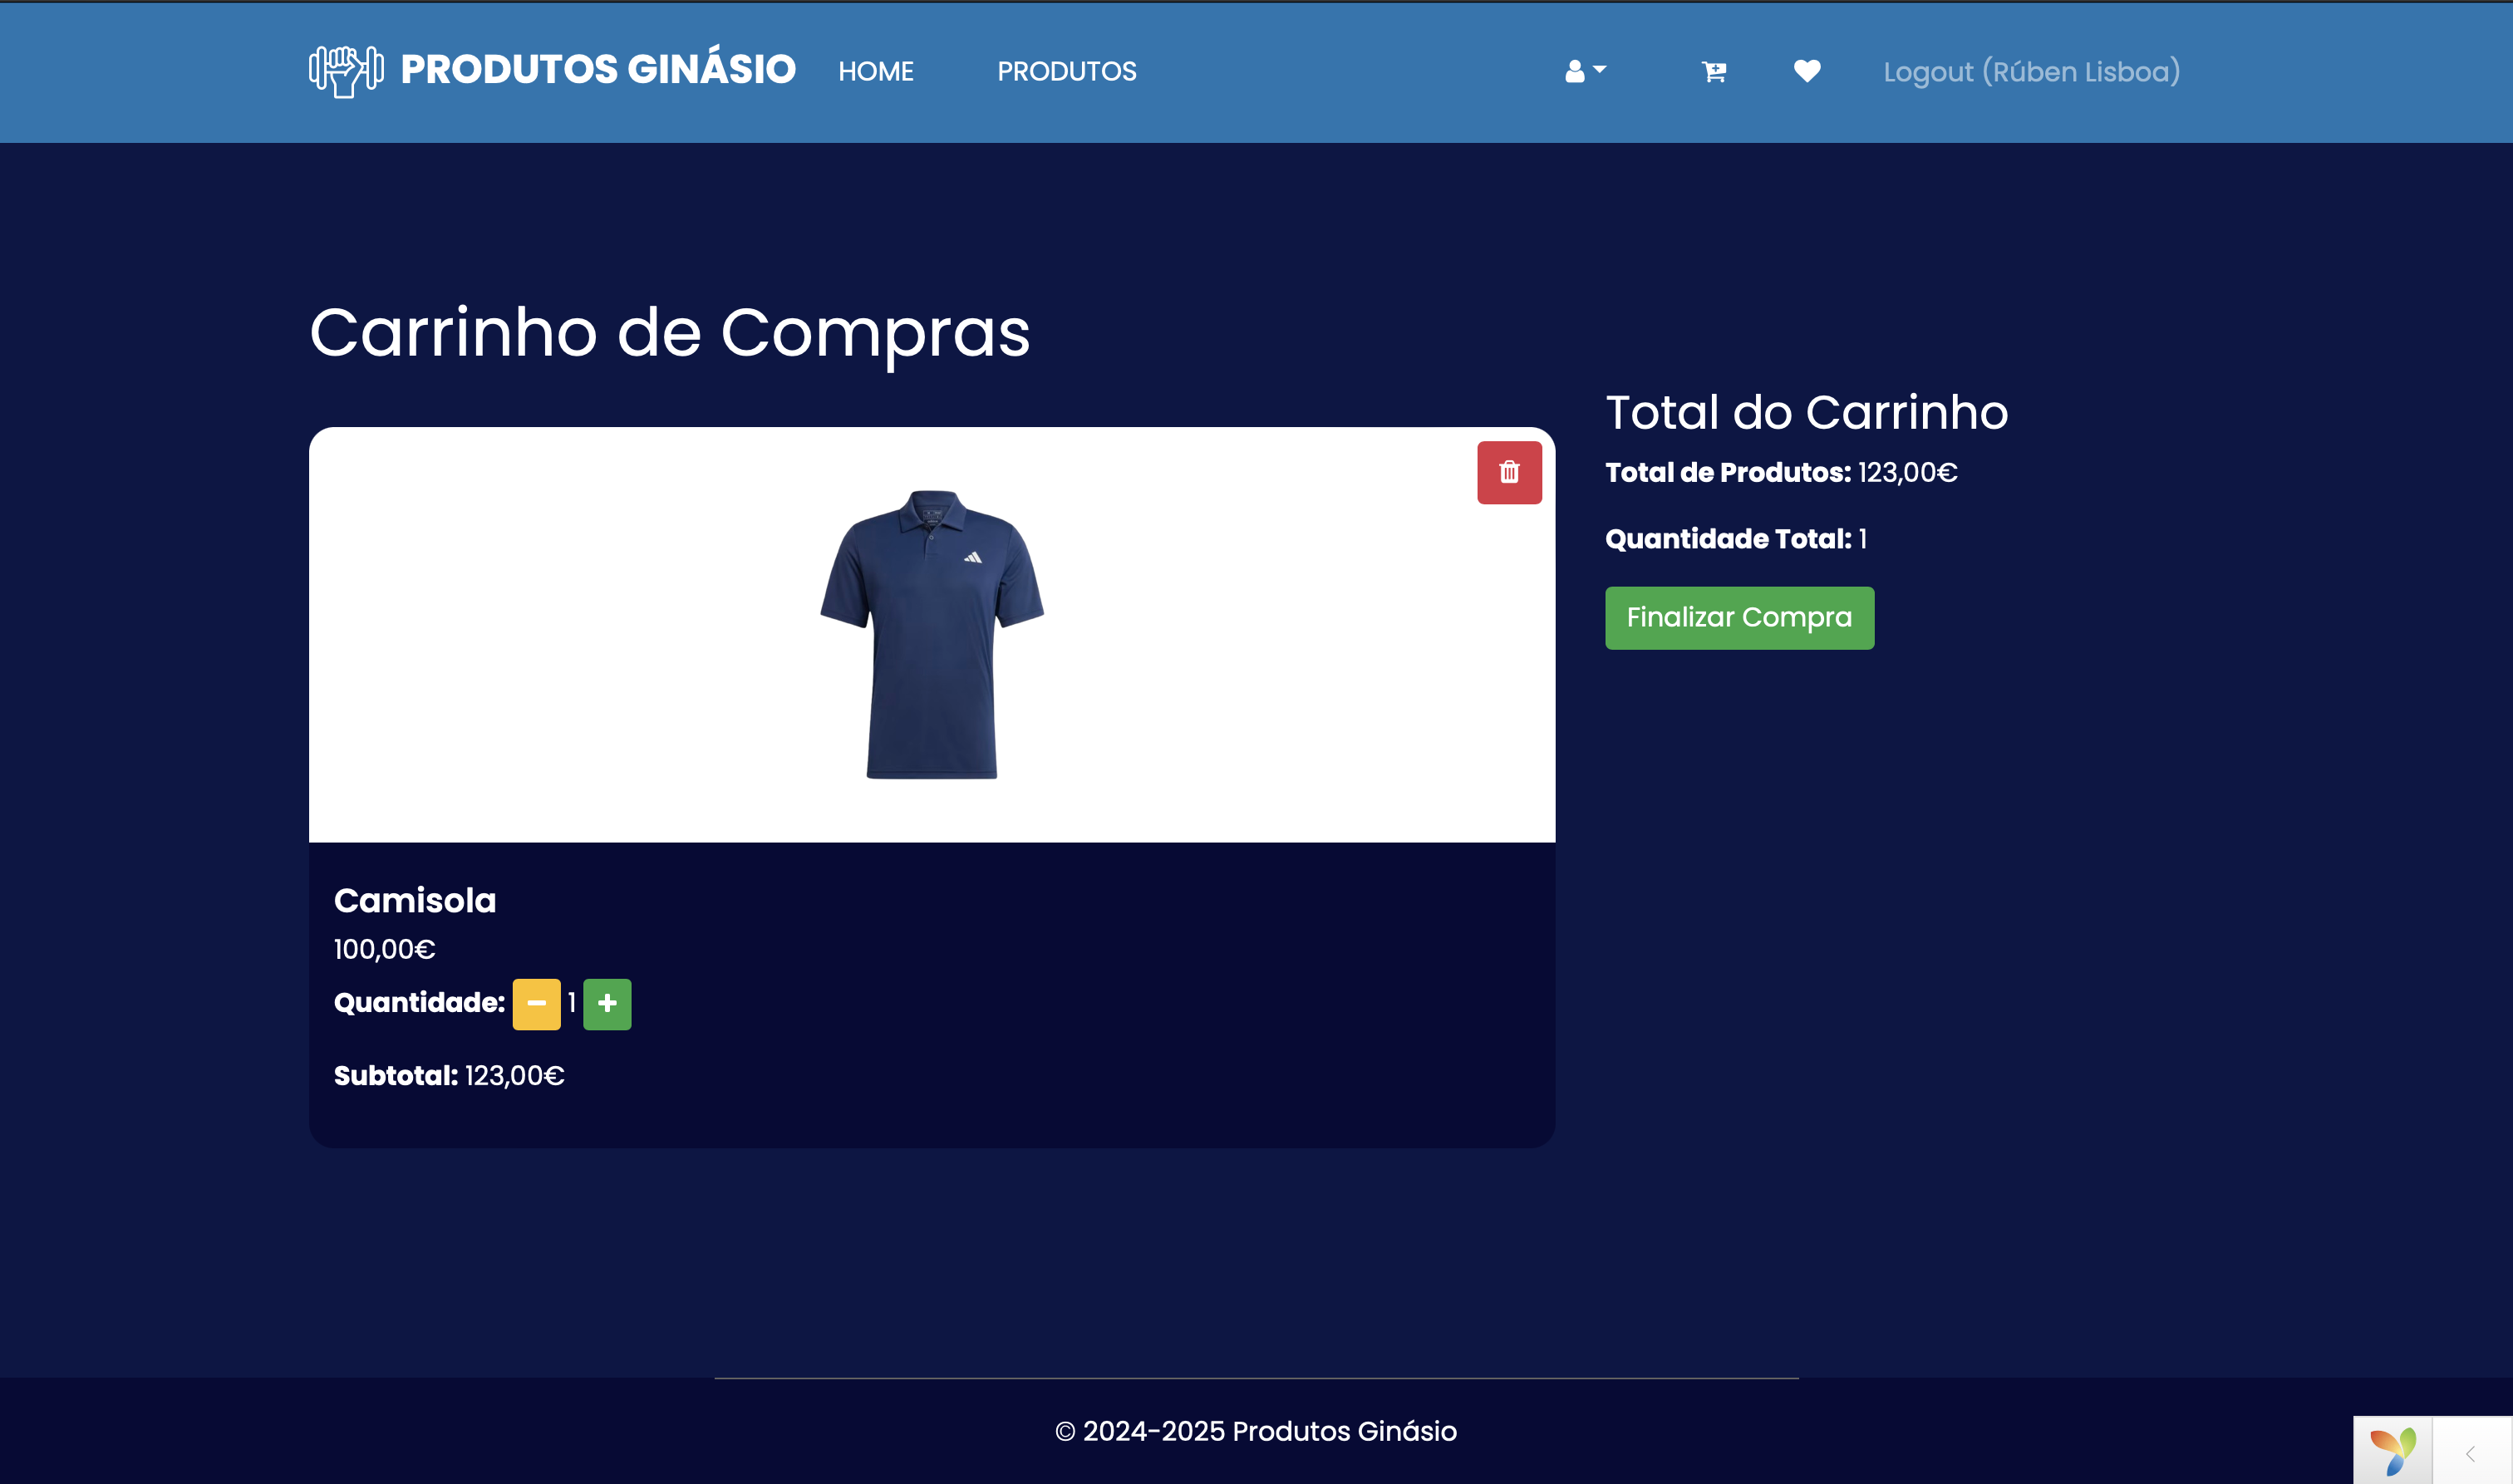 PRODUTOS GINÁSIO HOME PRODUTOS Logout (Rúben Lisboa)
Carrinho de Compras
Total do Carrinho
Total de Produtos: 123,00€
Quantidade Total: 1
Finalizar Compra
Camisola
100,00€
Quantidade: - 1 +
Subtotal: 123,00€
© 2024-2025 Produtos Ginásio